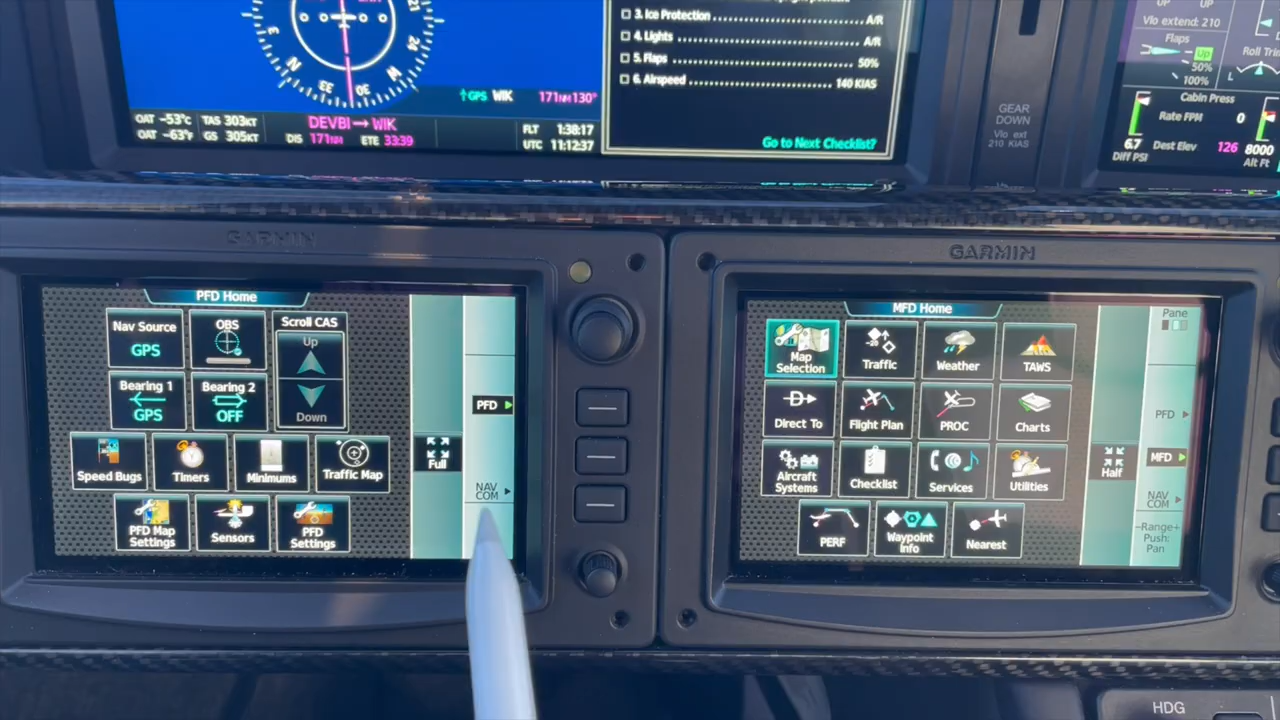 21
24
W
33
N
E
↑GPS WIK 171NM 130°
OAT -53°C TAS 303KT
OAT -63°F GS 305KT
DEVBI → WIK
DIS 171NM ETE 33:39
FLT 1:38:17
UTC 11:12:37
3. Ice Protection A/R
4. Lights A/R
5. Flaps 50%
6. Airspeed 140 KIAS
Go to Next Checklist?
GEAR
DOWN
Vlo ext
210 KIAS
UP UP
Vlo extend: 210
Flaps
Up
50%
100%
Roll Trim
L
Cabin Press
Rate FPM 0
6.7
Diff PSI
Dest Elev 126
8000
Alt Ft
GARMIN
PFD Home
Nav Source
GPS
OBS
Scroll CAS
Up
Down
Bearing 1
GPS
Bearing 2
OFF
Speed Bugs
Timers
Minimums
Traffic Map
PFD Map
Settings
Sensors
PFD
Settings
Full
PFD
NAV
COM
GARMIN
MFD Home
Map
Selection
Traffic
Weather
TAWS
Direct To
Flight Plan
PROC
Charts
Aircraft
Systems
Checklist
Services
Utilities
PERF
Waypoint
Info
Nearest
Half
Pane
PFD
MFD
NAV
COM
-Range+
Push:
Pan
HDG